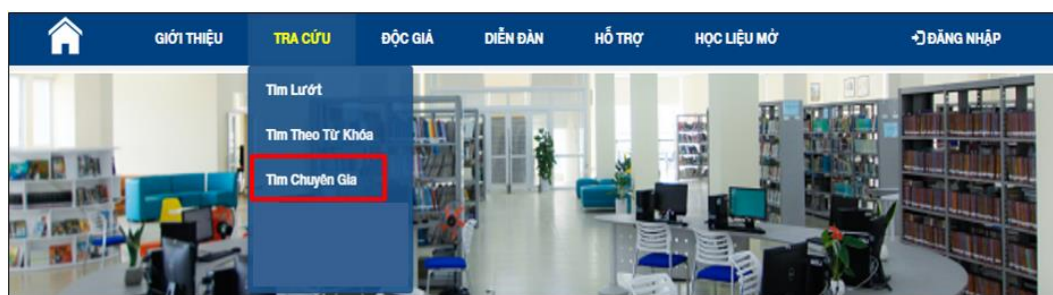 GIỚI THIỆU TRA CỨU ĐỘC GIẢ DIỄN ĐÀN HỖ TRỢ HỌC LIỆU MỞ ĐĂNG NHẬP
Tìm Lướt
Tìm Theo Từ Khóa
Tìm Chuyên Gia